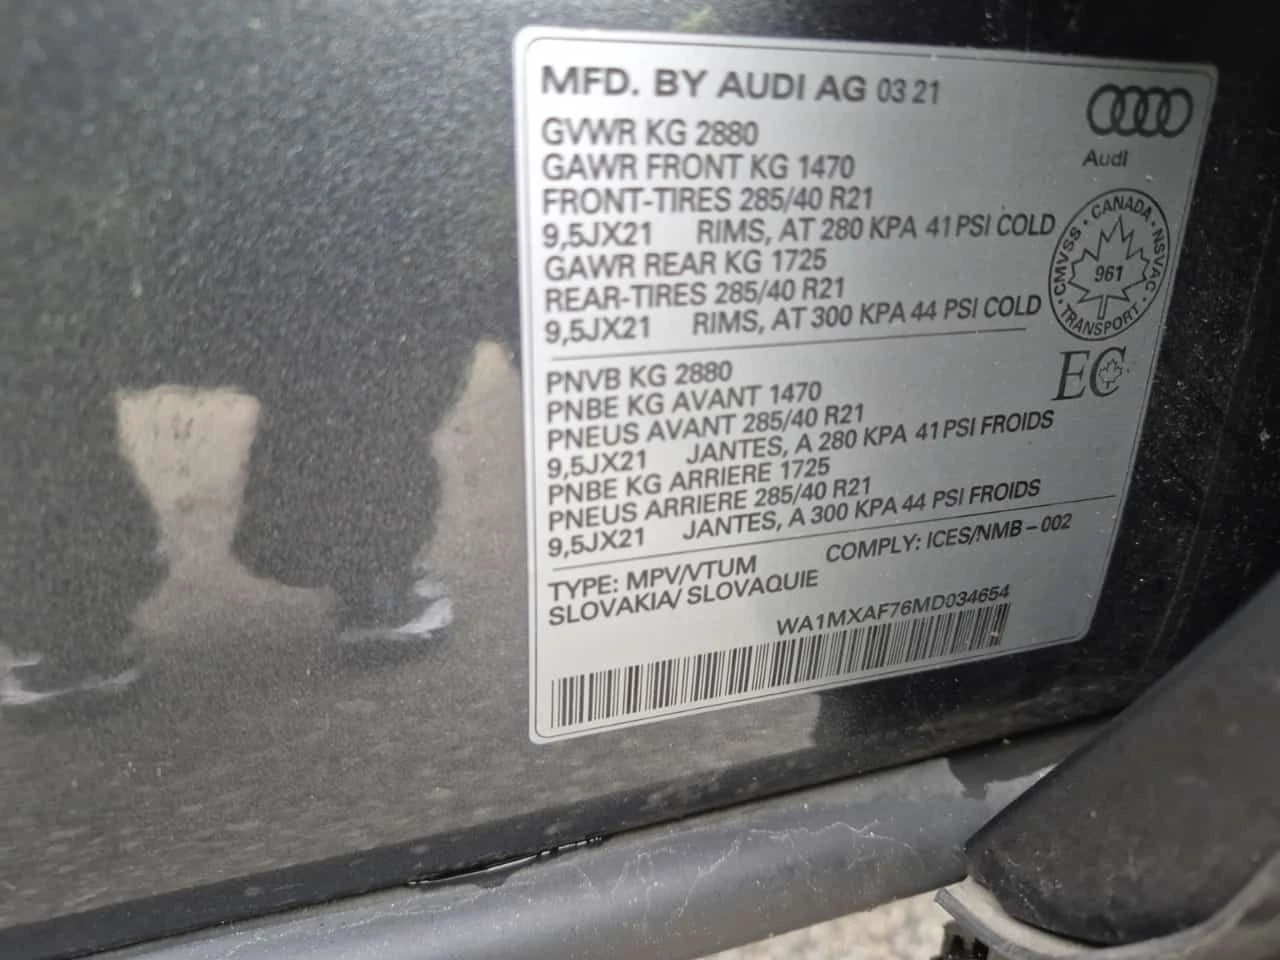 MFD. BY AUDI AG 03 21
Audi
GVWR KG 2880
GAWR FRONT KG 1470
FRONT-TIRES 285/40 R21
9,5JX21 RIMS, AT 280 KPA 41 PSI COLD
GAWR REAR KG 1725
REAR-TIRES 285/40 R21
9,5JX21 RIMS, AT 300 KPA 44 PSI COLD
CMVSS · CANADA · NSVAC · TRANSPORT ·
961
EC
PNVB KG 2880
PNBE KG AVANT 1470
PNEUS AVANT 285/40 R21
9,5JX21 JANTES, A 280 KPA 41 PSI FROIDS
PNBE KG ARRIERE 1725
PNEUS ARRIERE 285/40 R21
9,5JX21 JANTES, A 300 KPA 44 PSI FROIDS
TYPE: MPV/VTUM COMPLY: ICES/NMB-002
SLOVAKIA/ SLOVAQUIE
WA1MXAF76MD034654